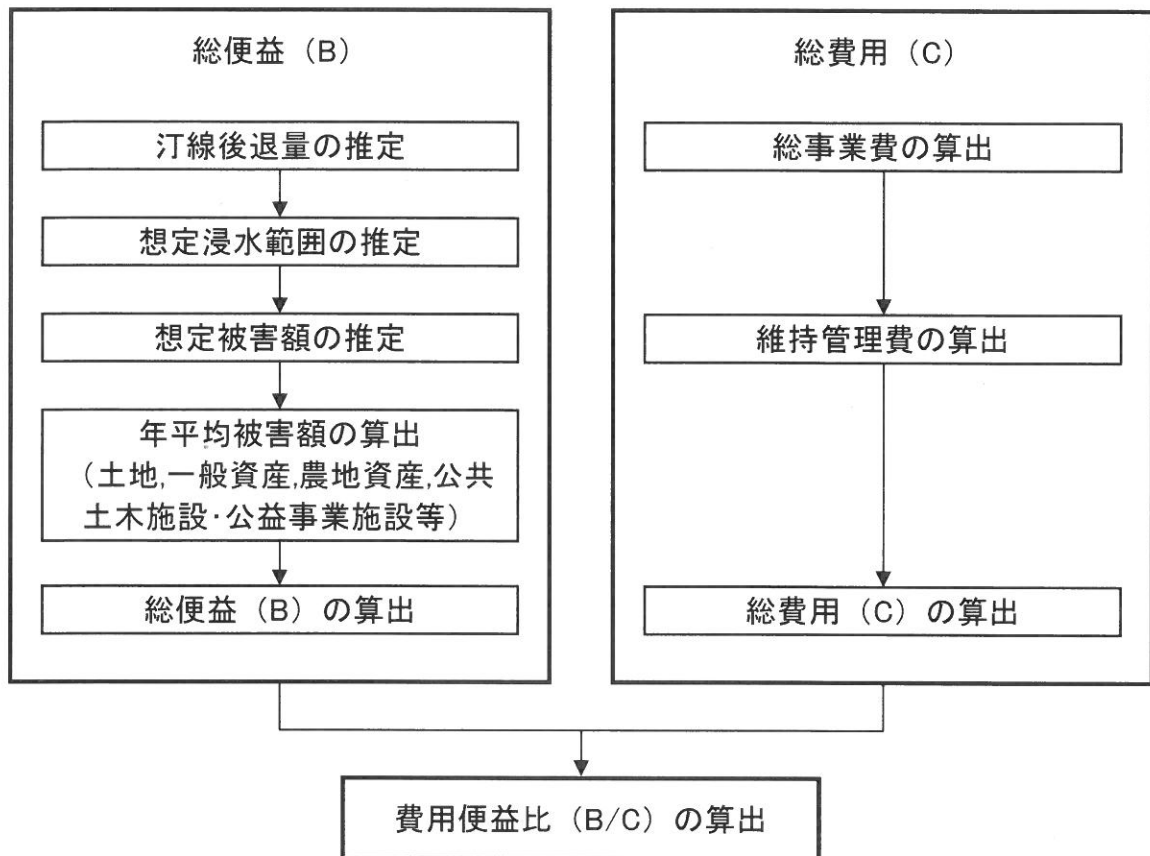 総便益（B）
汀線後退量の推定
想定浸水範囲の推定
想定被害額の推定
年平均被害額の算出
（土地,一般資産,農地資産,公共
土木施設･公益事業施設等）
総便益（B）の算出
総費用（C）
総事業費の算出
維持管理費の算出
総費用（C）の算出
費用便益比（B/C）の算出